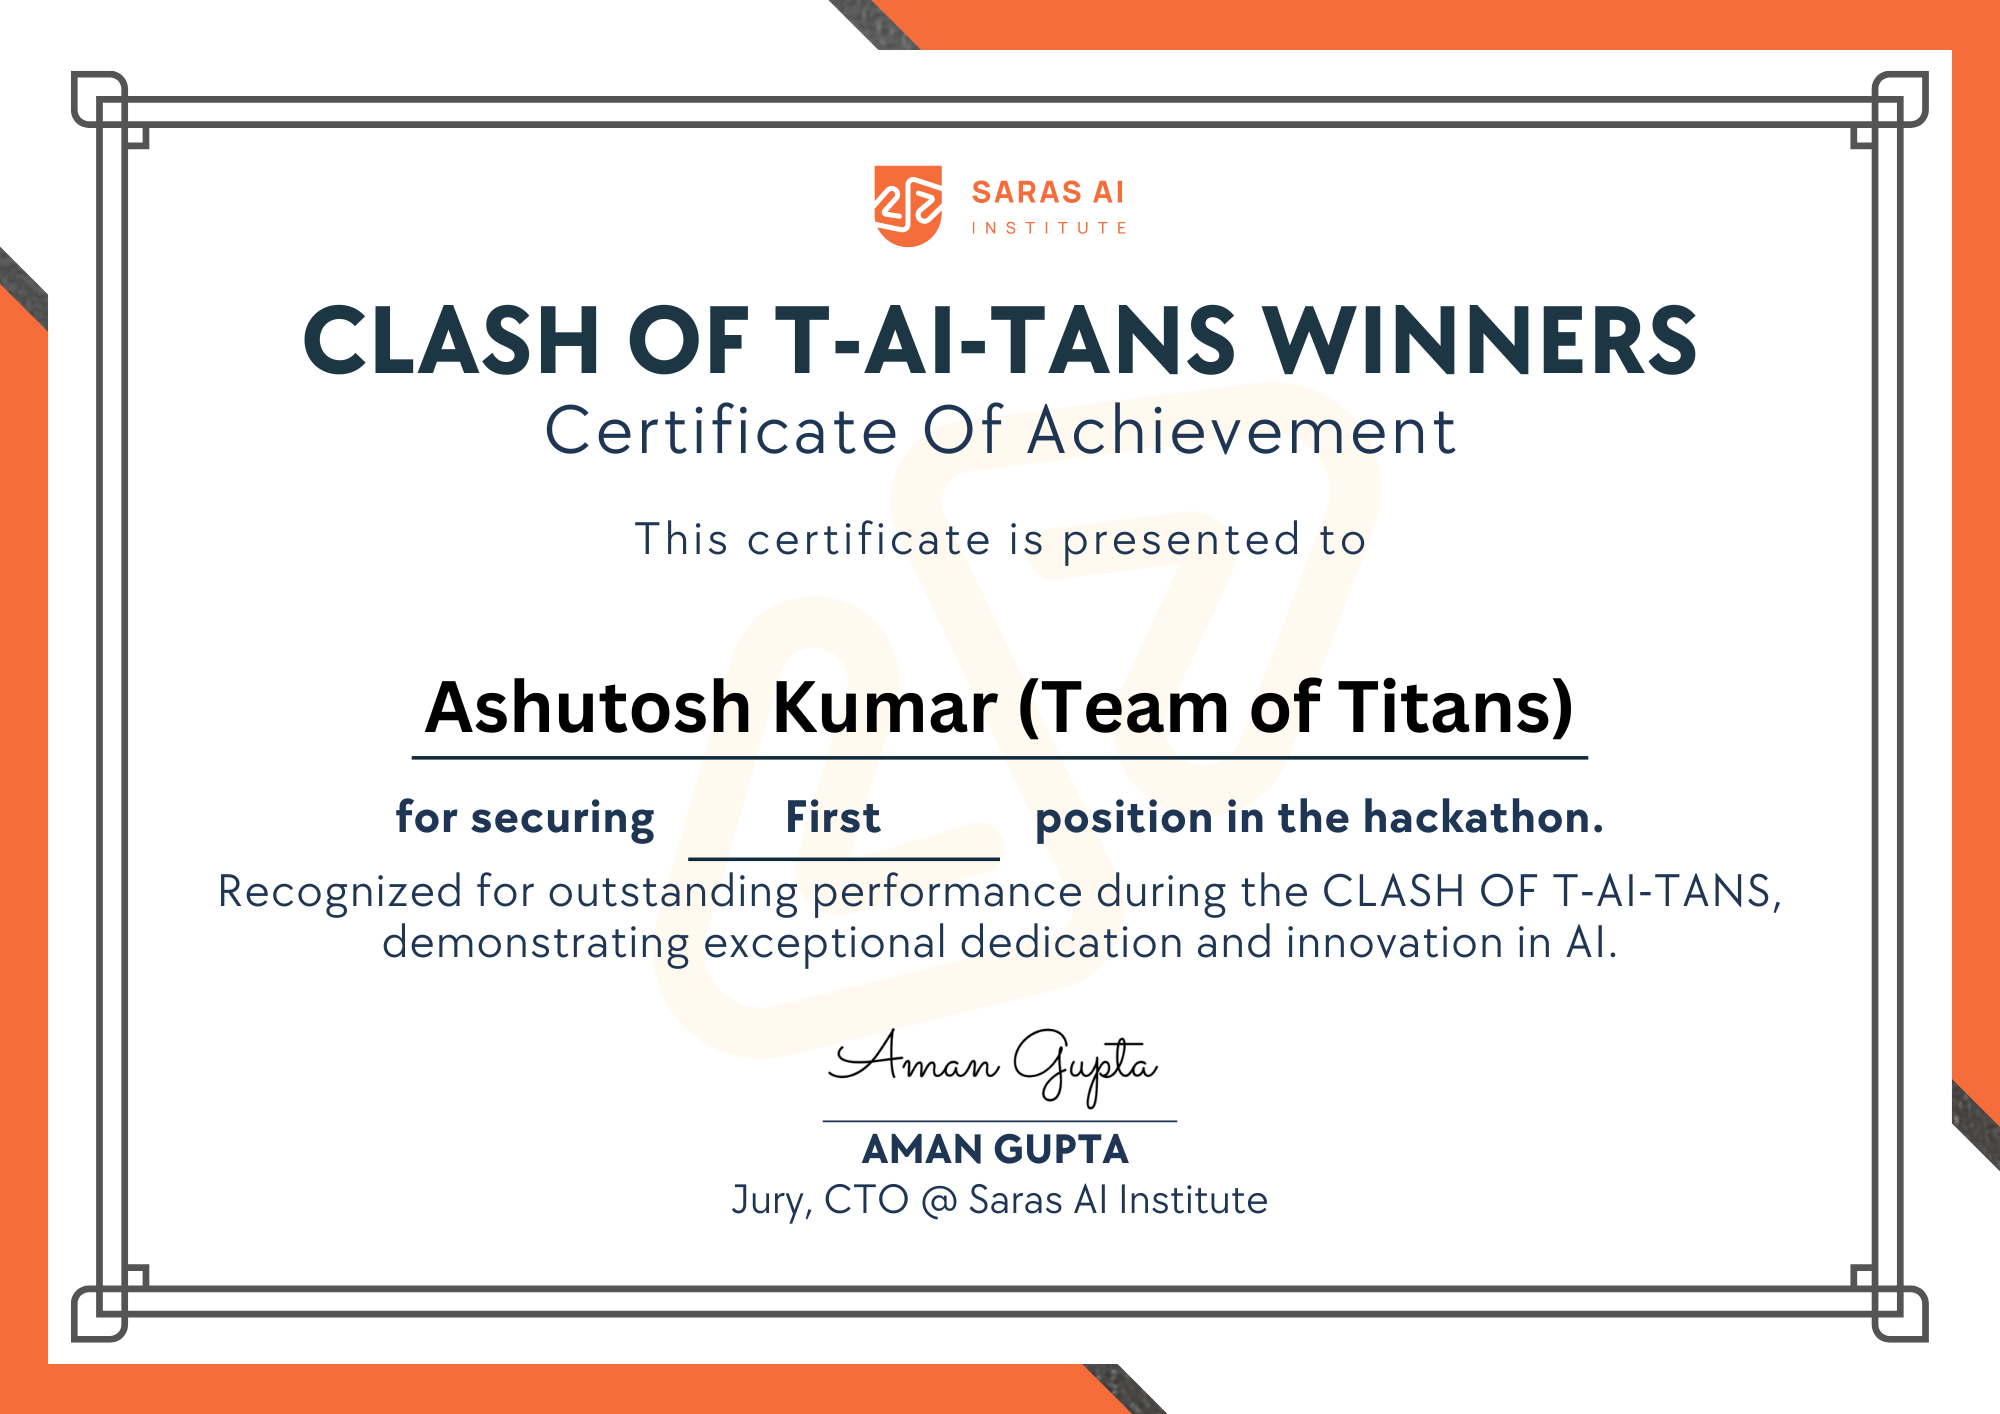 SARAS AI
INSTITUTE
CLASH OF T-AI-TANS WINNERS
Certificate Of Achievement
This certificate is presented to
Ashutosh Kumar (Team of Titans)
for securing First position in the hackathon.
Recognized for outstanding performance during the CLASH OF T-AI-TANS,
demonstrating exceptional dedication and innovation in AI.
Aman Gupta
AMAN GUPTA
Jury, CTO @ Saras AI Institute